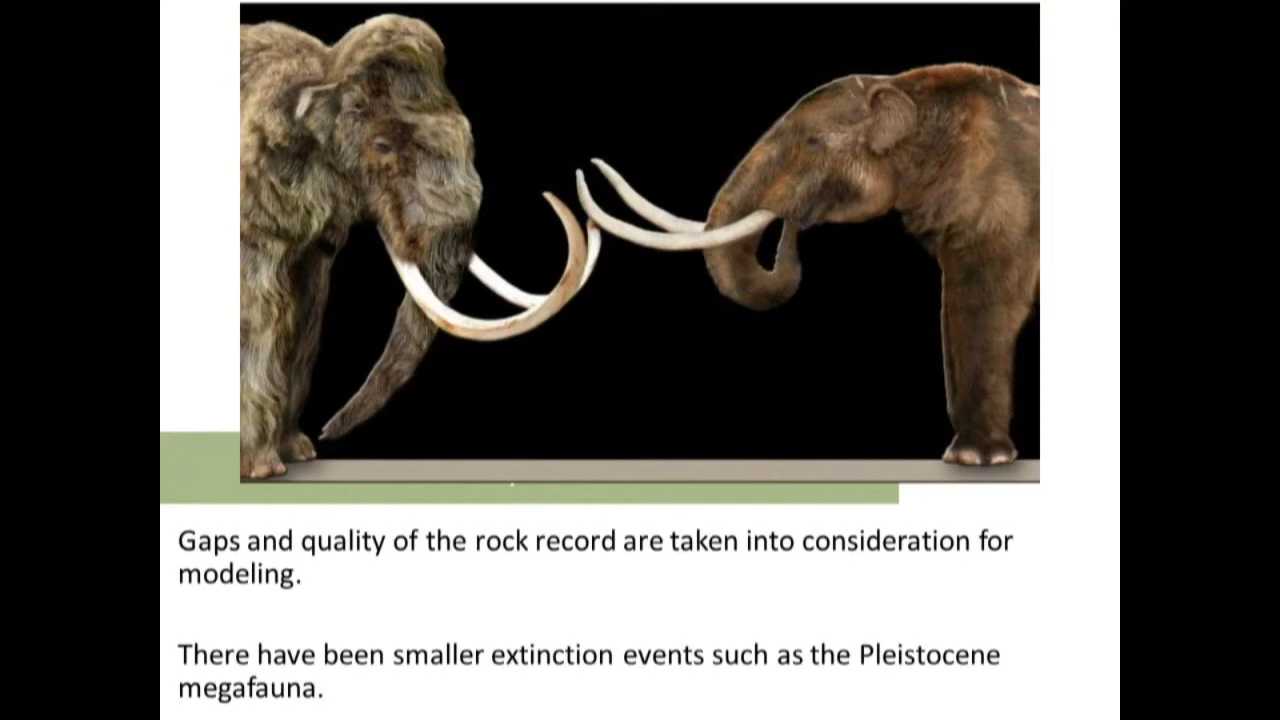 Gaps and quality of the rock record are taken into consideration for
modeling.
There have been smaller extinction events such as the Pleistocene
megafauna.